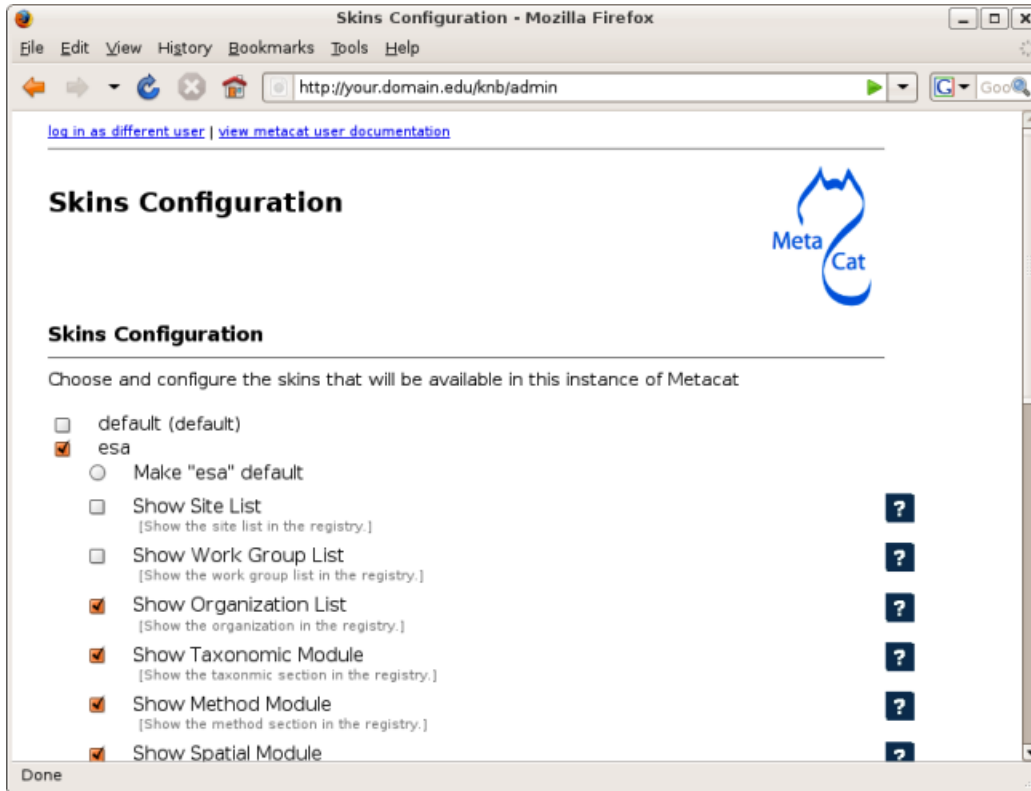 Skins Configuration - Mozilla Firefox
File Edit View History Bookmarks Tools Help
http://your.domain.edu/knb/admin
G Goo
log in as different user | view metacat user documentation
Skins Configuration
Meta
Cat
Skins Configuration
Choose and configure the skins that will be available in this instance of Metacat
default (default)
esa
Make "esa" default
Show Site List ?
[Show the site list in the registry.]
Show Work Group List ?
[Show the work group list in the registry.]
Show Organization List ?
[Show the organization in the registry.]
Show Taxonomic Module ?
[Show the taxonmic section in the registry.]
Show Method Module ?
[Show the method section in the registry.]
Show Spatial Module ?
Done